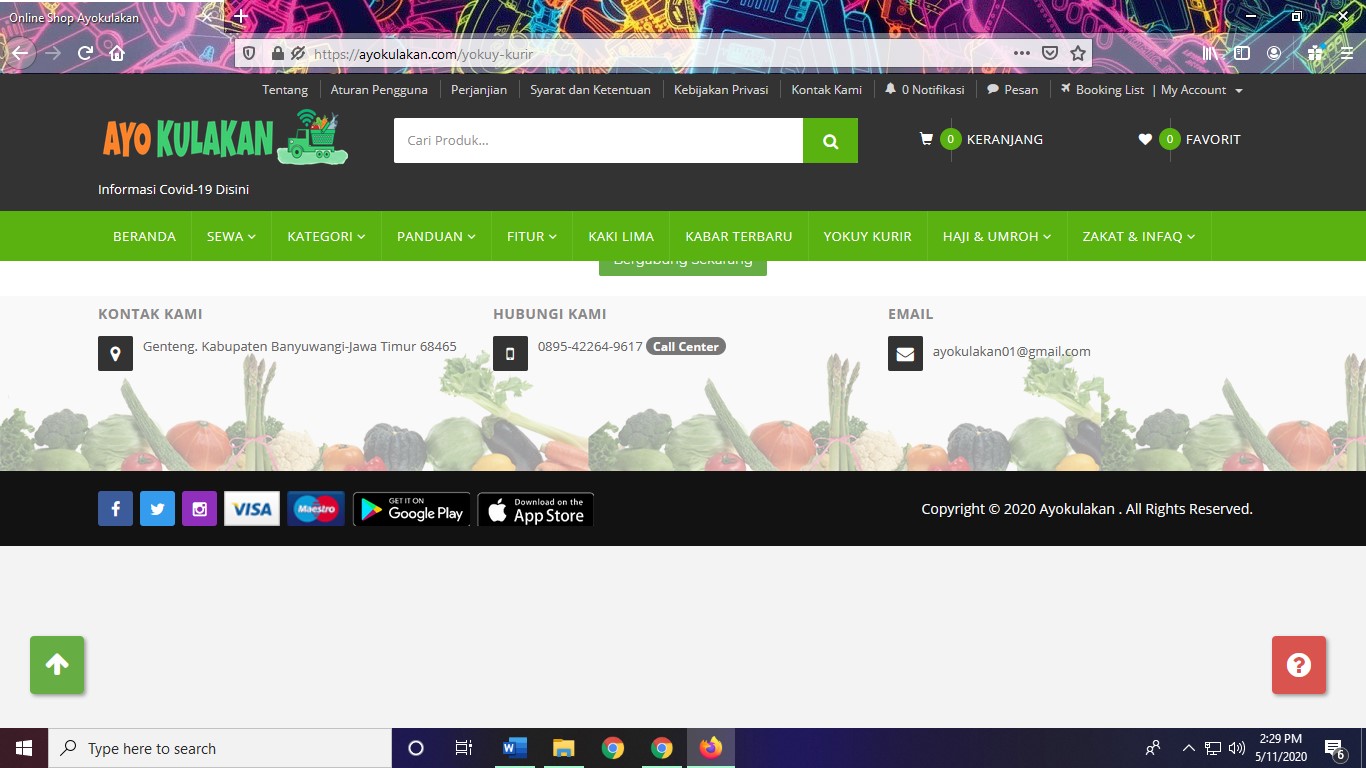 Online Shop Ayokulakan
https://ayokulakan.com/yokuy-kurir
Tentang | Aturan Pengguna | Perjanjian | Syarat dan Ketentuan | Kebijakan Privasi | Kontak Kami | 0 Notifikasi | Pesan | Booking List | My Account
AYO KULAKAN
Cari Produk...
0 KERANJANG
0 FAVORIT
Informasi Covid-19 Disini
BERANDA SEWA KATEGORI PANDUAN FITUR KAKI LIMA KABAR TERBARU YOKUY KURIR HAJI & UMROH ZAKAT & INFAQ
Bergabung Sekarang
KONTAK KAMI
Genteng. Kabupaten Banyuwangi-Jawa Timur 68465
HUBUNGI KAMI
0895-42264-9617 Call Center
EMAIL
ayokulakan01@gmail.com
VISA
Maestro
GET IT ON
Google Play
Download on the
App Store
Copyright © 2020 Ayokulakan . All Rights Reserved.
Type here to search
2:29 PM
5/11/2020
6